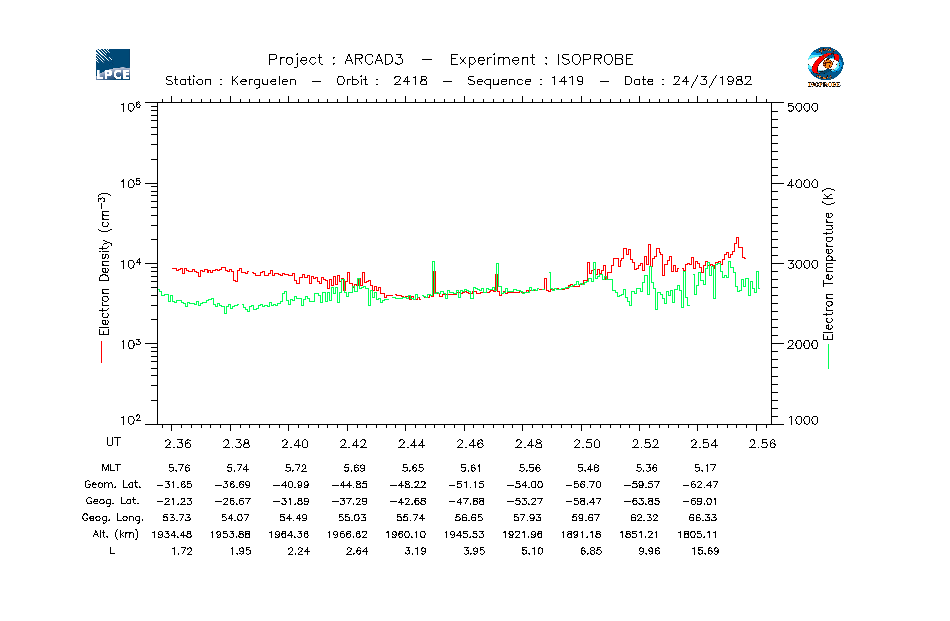 LPCE
Project : ARCAD3 — Experiment : ISOPROBE
ISOPROBE
Station : Kerguelen — Orbit : 2418 — Sequence : 1419 — Date : 24/3/1982
10⁶
10⁵
10⁴
10³
10²
Electron Density (cm⁻³)
5000
4000
3000
2000
1000
Electron Temperature (K)
UT 2.36 2.38 2.40 2.42 2.44 2.46 2.48 2.50 2.52 2.54 2.56
MLT 5.76 5.74 5.72 5.69 5.65 5.61 5.56 5.48 5.36 5.17
Geom. Lat. −31.65 −36.69 −40.99 −44.85 −48.22 −51.15 −54.00 −56.70 −59.57 −62.47
Geog. Lat. −21.23 −26.67 −31.89 −37.29 −42.68 −47.88 −53.27 −58.47 −63.85 −69.01
Geog. Long. 53.73 54.07 54.49 55.03 55.74 56.65 57.93 59.67 62.32 66.33
Alt. (km) 1934.48 1953.88 1964.36 1966.62 1960.10 1945.53 1921.96 1891.18 1851.21 1805.11
L 1.72 1.95 2.24 2.64 3.19 3.95 5.10 6.85 9.96 15.69